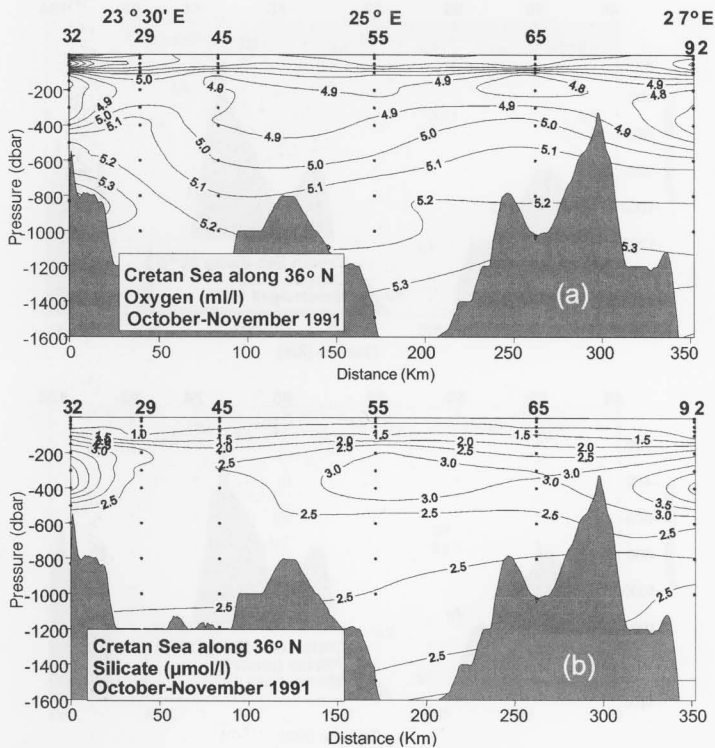 23 ° 30' E 25 ° E 2 7° E
32 29 45 55 65 9 2
5.0 4.9 4.9 4.8
4.9 4.9 4.9 4.8
5.0 4.9 4.9 5.0 4.9
5.1 5.0 5.0 5.1
5.2 5.1 5.1
5.3 5.2 5.2
5.3
5.3
-200
-400
-600
-800
-1000
-1200
-1400
-1600
Pressure (dbar)
Cretan Sea along 36° N
Oxygen (ml/l)
October-November 1991
(a)
0 50 100 150 200 250 300 350
Distance (Km)
32 29 45 55 65 9 2
1.0 1.5 1.5 1.5 1.5
2.5 2.0 2.0 2.0 2.0
3.0 2.5 2.5 2.5 2.5
3.0 3.0 3.0
2.5 3.0 3.0 3.5
2.5 2.5 3.0
2.5
2.5 2.5
2.5 2.5
2.5
-200
-400
-600
-800
-1000
-1200
-1400
-1600
Pressure (dbar)
Cretan Sea along 36° N
Silicate (µmol/l)
October-November 1991
(b)
0 50 100 150 200 250 300 350
Distance (Km)